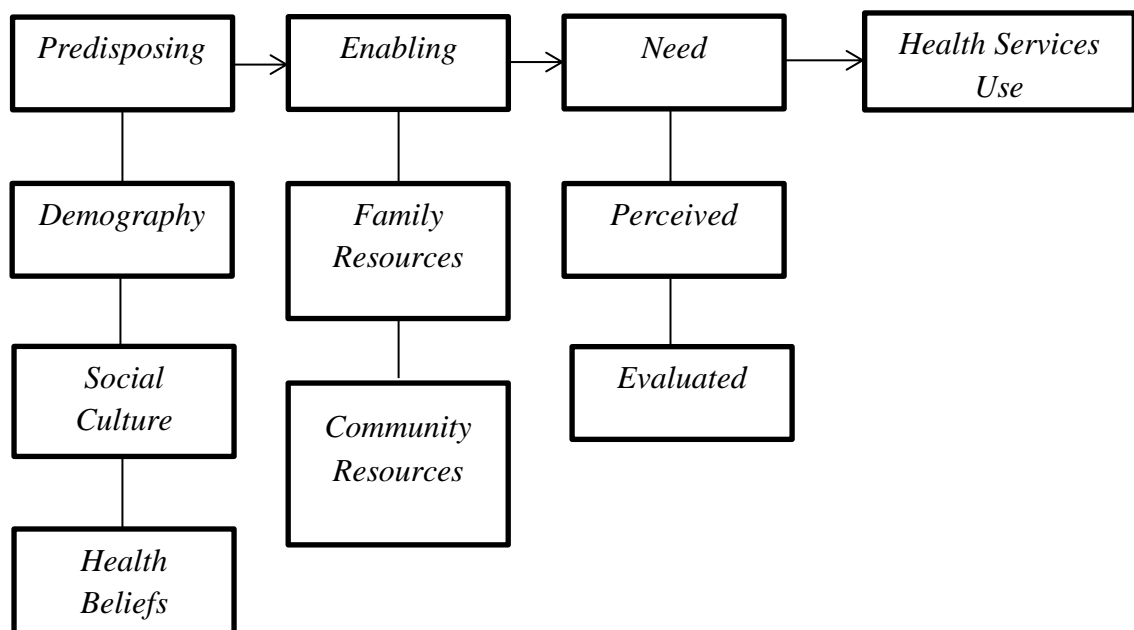 Predisposing
Enabling
Need
Health Services
Use
Demography
Family
Resources
Perceived
Social
Culture
Community
Resources
Evaluated
Health
Beliefs